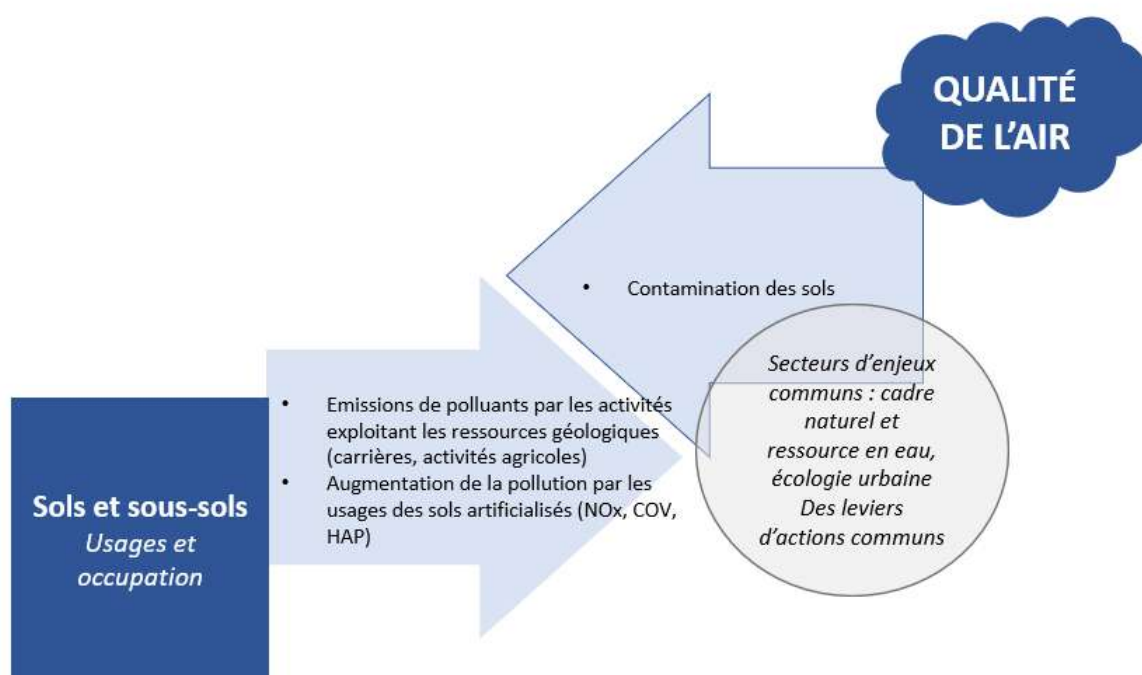 QUALITÉ
DE L’AIR
• Contamination des sols
Secteurs d’enjeux
communs : cadre
naturel et
ressource en eau,
écologie urbaine
Des leviers
d’actions communs
• Emissions de polluants par les activités
exploitant les ressources géologiques
(carrières, activités agricoles)
• Augmentation de la pollution par les
usages des sols artificialisés (NOx, COV,
HAP)
Sols et sous-sols
Usages et
occupation